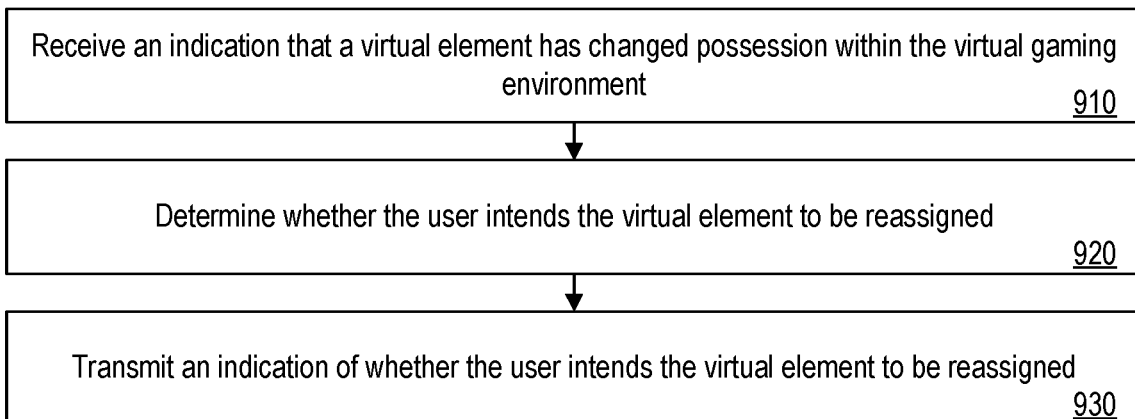 Receive an indication that a virtual element has changed possession within the virtual gaming
environment
910
Determine whether the user intends the virtual element to be reassigned
920
Transmit an indication of whether the user intends the virtual element to be reassigned
930